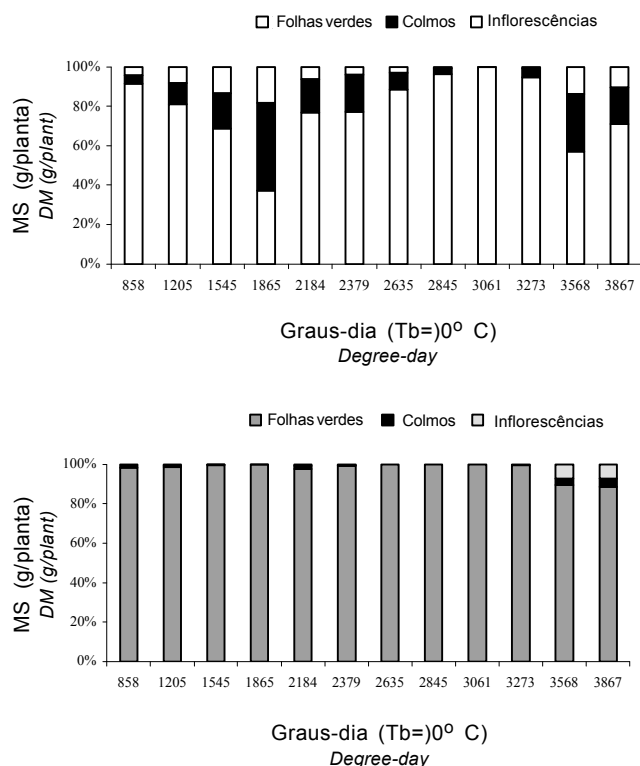 Folhas verdes Colmos Inflorescências
100%
80%
60%
40%
20%
0%
MS (g/planta)
DM (g/plant)
858 1205 1545 1865 2184 2379 2635 2845 3061 3273 3568 3867
Graus-dia (Tb=)0º C)
Degree-day
Folhas verdes Colmos Inflorescências
100%
80%
60%
40%
20%
0%
MS (g/planta)
DM (g/plant)
858 1205 1545 1865 2184 2379 2635 2845 3061 3273 3568 3867
Graus-dia (Tb=)0º C)
Degree-day